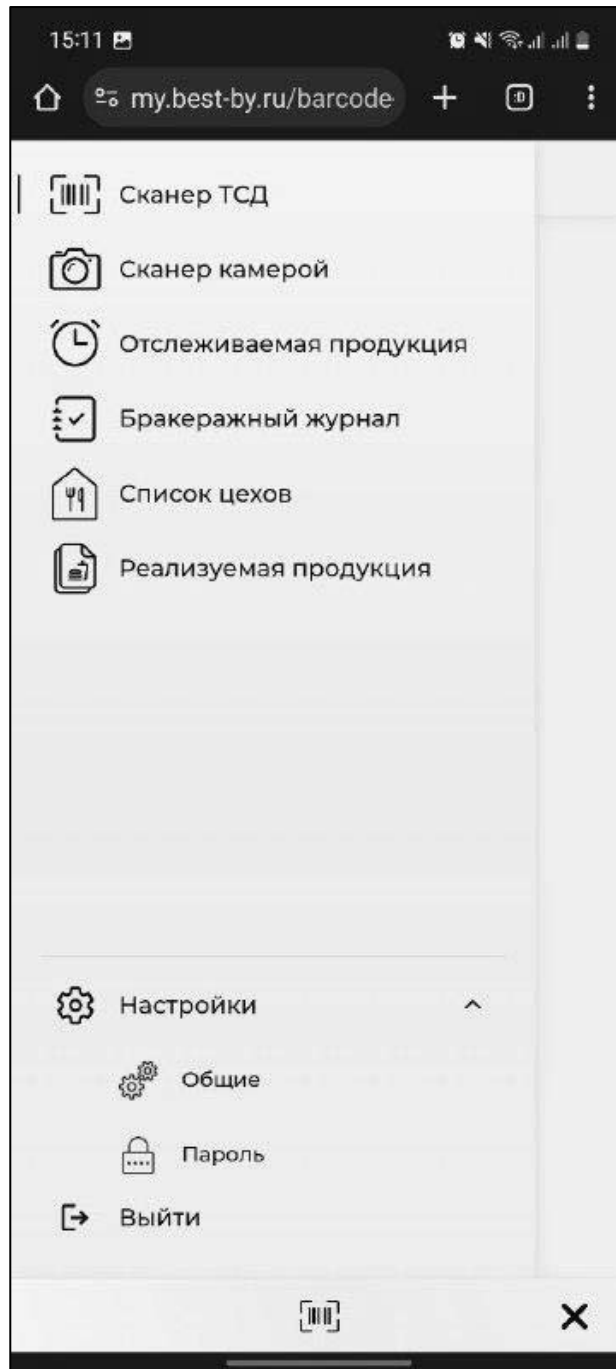 15:11
my.best-by.ru/barcode
:D
Сканер ТСД
Сканер камерой
Отслеживаемая продукция
Бракеражный журнал
Список цехов
Реализуемая продукция
Настройки
Общие
Пароль
Выйти